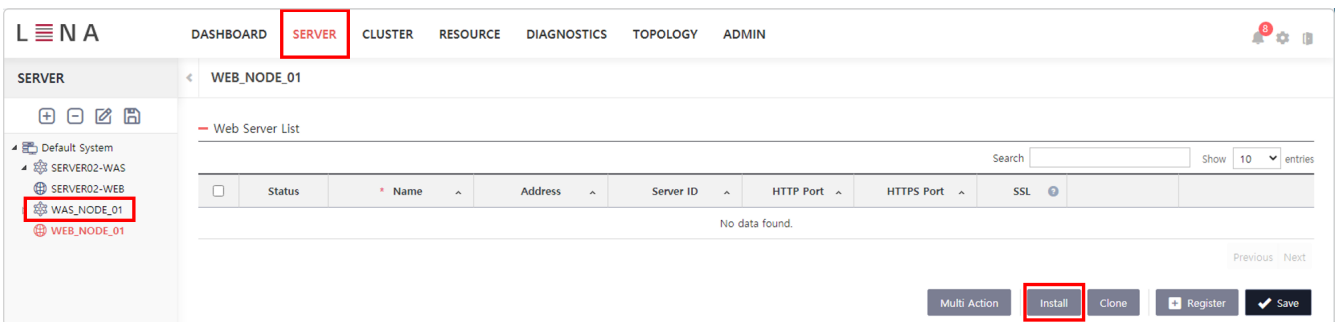 LENA
DASHBOARD SERVER CLUSTER RESOURCE DIAGNOSTICS TOPOLOGY ADMIN 8
SERVER
WEB_NODE_01
Web Server List
Default System
SERVER02-WAS
SERVER02-WEB
WAS_NODE_01
WEB_NODE_01
Search Show 10 entries
Status * Name Address Server ID HTTP Port HTTPS Port SSL ?
No data found.
Previous Next
Multi Action Install Clone Register Save